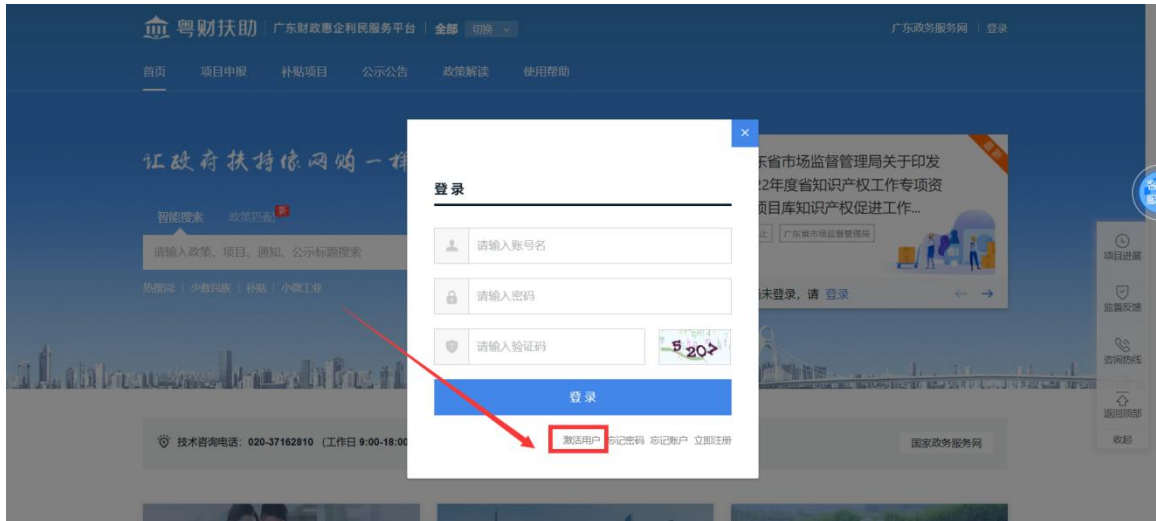 粤财扶助 广东财政惠企利民服务平台 全部 切换 广东政务服务网 登录
首页 项目申报 补贴项目 公示公告 政策解读 使用帮助
让政府扶持像网购一样
智能搜索 政策匹配 新
请输入政策、项目、通知、公示标题搜索
少数民族 补贴 小微工业
×
登录
请输入账号名
请输入密码
请输入验证码
5207
登录
激活用户 忘记密码 忘记账户 立即注册
东省市场监督管理局关于印发
22年度省知识产权工作专项资
项目库知识产权促进工作...
广东省市场监督管理局
未登录，请 登录
项目进展
监督反馈
咨询热线
返回顶部
收起
技术咨询电话：020-37162810 （工作日 9:00-18:00
国家政务服务网